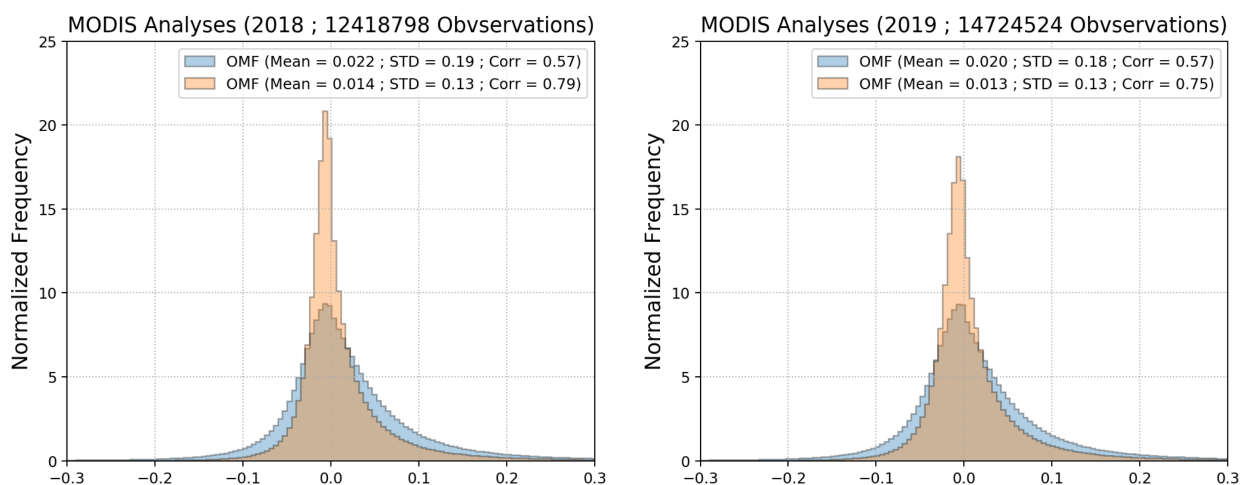 MODIS Analyses (2018 ; 12418798 Obvservations)
OMF (Mean = 0.022 ; STD = 0.19 ; Corr = 0.57)
OMF (Mean = 0.014 ; STD = 0.13 ; Corr = 0.79)
Normalized Frequency
25
20
15
10
5
0
−0.3 −0.2 −0.1 0.0 0.1 0.2 0.3
MODIS Analyses (2019 ; 14724524 Obvservations)
OMF (Mean = 0.020 ; STD = 0.18 ; Corr = 0.57)
OMF (Mean = 0.013 ; STD = 0.13 ; Corr = 0.75)
Normalized Frequency
25
20
15
10
5
0
−0.3 −0.2 −0.1 0.0 0.1 0.2 0.3